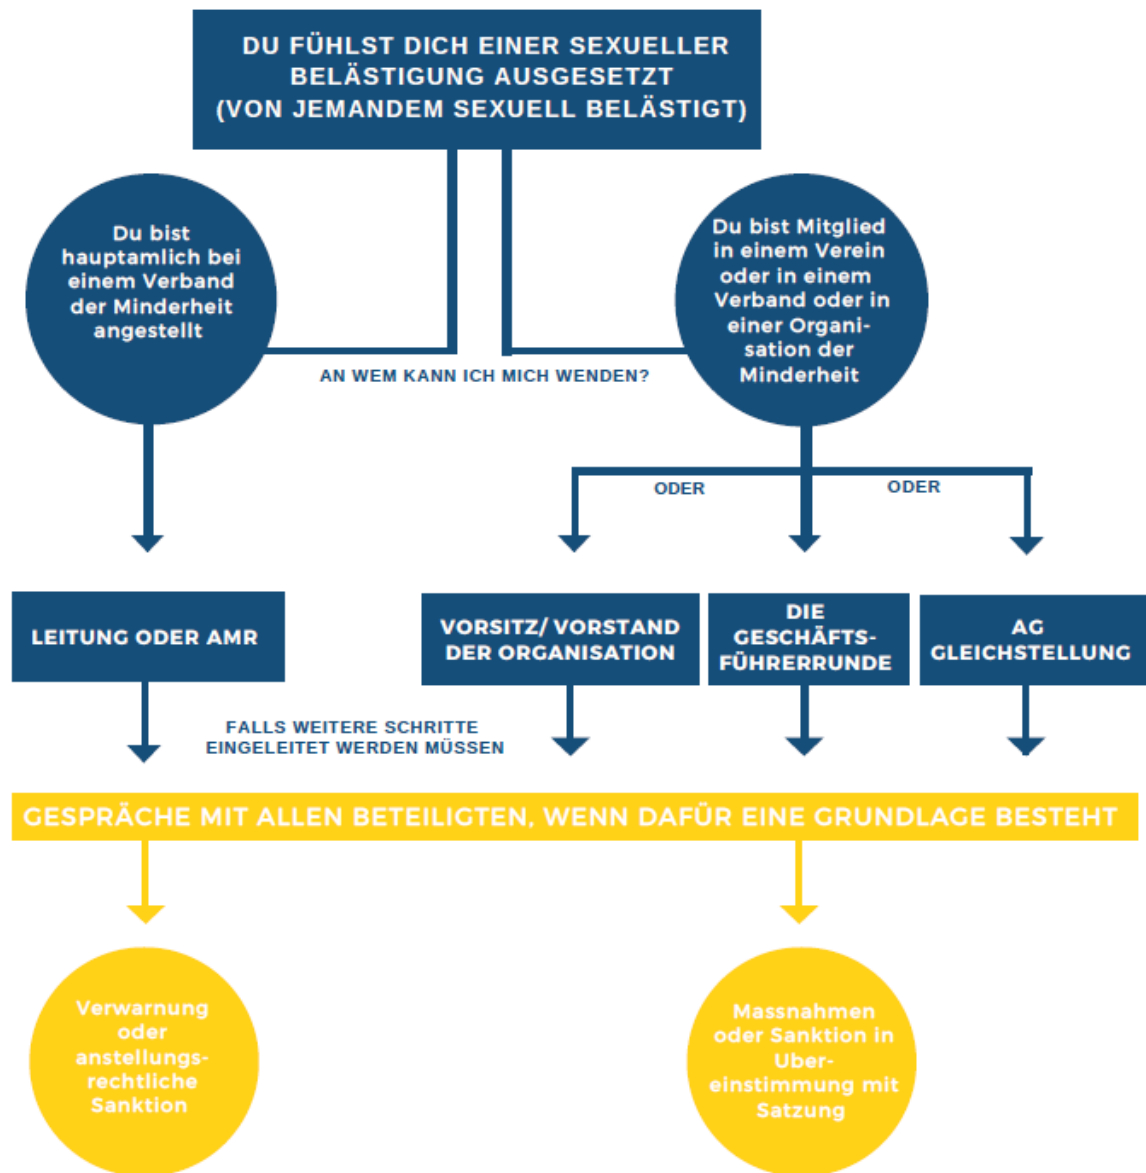 DU FÜHLST DICH EINER SEXUELLER
BELÄSTIGUNG AUSGESETZT
(VON JEMANDEM SEXUELL BELÄSTIGT)
Du bist
hauptamlich bei
einem Verband
der Minderheit
angestellt
Du bist Mitglied
in einem Verein
oder in einem
Verband oder in
einer Organi-
sation der
Minderheit
AN WEM KANN ICH MICH WENDEN?
ODER
ODER
LEITUNG ODER AMR
VORSITZ/ VORSTAND
DER ORGANISATION
DIE
GESCHÄFTS-
FÜHRERRUNDE
AG
GLEICHSTELLUNG
FALLS WEITERE SCHRITTE
EINGELEITET WERDEN MÜSSEN
GESPRÄCHE MIT ALLEN BETEILIGTEN, WENN DAFÜR EINE GRUNDLAGE BESTEHT
Verwarnung
oder
anstellungs-
rechtliche
Sanktion
Massnahmen
oder Sanktion in
Uber-
einstimmung mit
Satzung